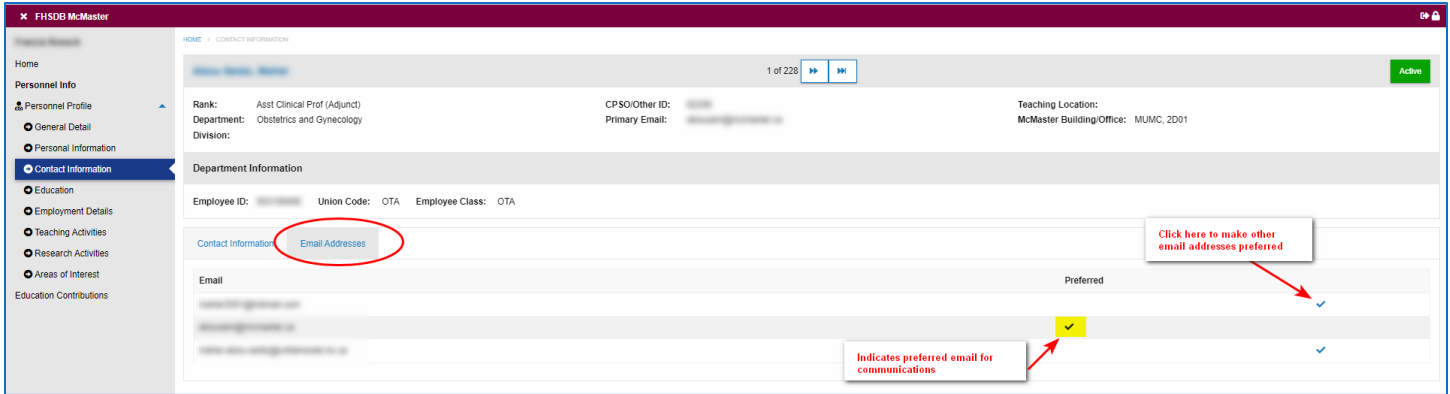 FHSDB McMaster
HOME / CONTACT INFORMATION
Home
Personnel Info
Personnel Profile
General Detail
Personal Information
Contact Information
Education
Employment Details
Teaching Activities
Research Activities
Areas of Interest
Education Contributions
1 of 228
Active
Rank: Asst Clinical Prof (Adjunct)
CPSO/Other ID:
Teaching Location:
Department: Obstetrics and Gynecology
Primary Email:
McMaster Building/Office: MUMC, 2D01
Division:
Department Information
Employee ID: Union Code: OTA Employee Class: OTA
Contact Information Email Addresses
Click here to make other
email addresses preferred
Email Preferred
Indicates preferred email for
communications